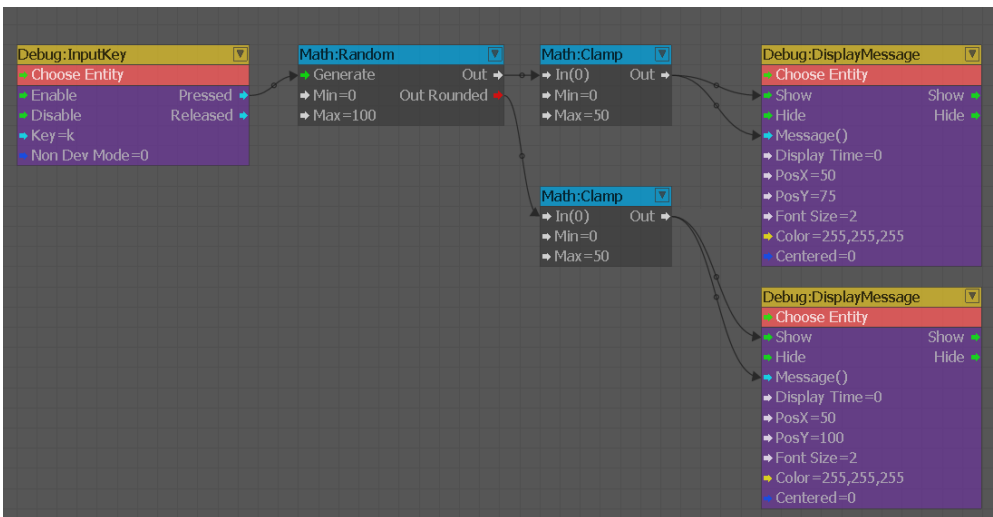 Debug:InputKey
Choose Entity
Enable Pressed
Disable Released
Key=k
Non Dev Mode=0
Math:Random
Generate Out
Min=0 Out Rounded
Max=100
Math:Clamp
In(0) Out
Min=0
Max=50
Debug:DisplayMessage
Choose Entity
Show Show
Hide Hide
Message()
Display Time=0
PosX=50
PosY=75
Font Size=2
Color=255,255,255
Centered=0
Math:Clamp
In(0) Out
Min=0
Max=50
Debug:DisplayMessage
Choose Entity
Show Show
Hide Hide
Message()
Display Time=0
PosX=50
PosY=100
Font Size=2
Color=255,255,255
Centered=0